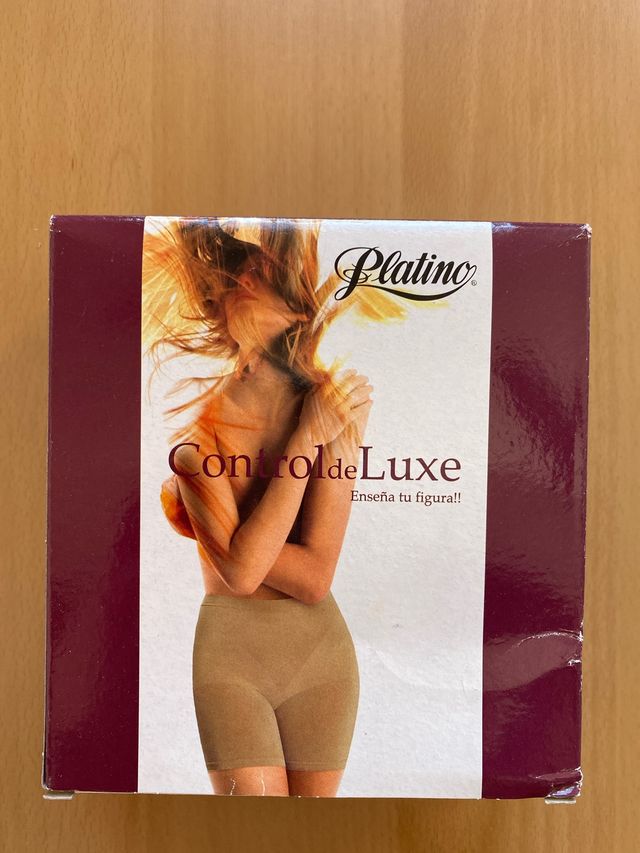 Platino®
Control de Luxe
Enseña tu figura!!